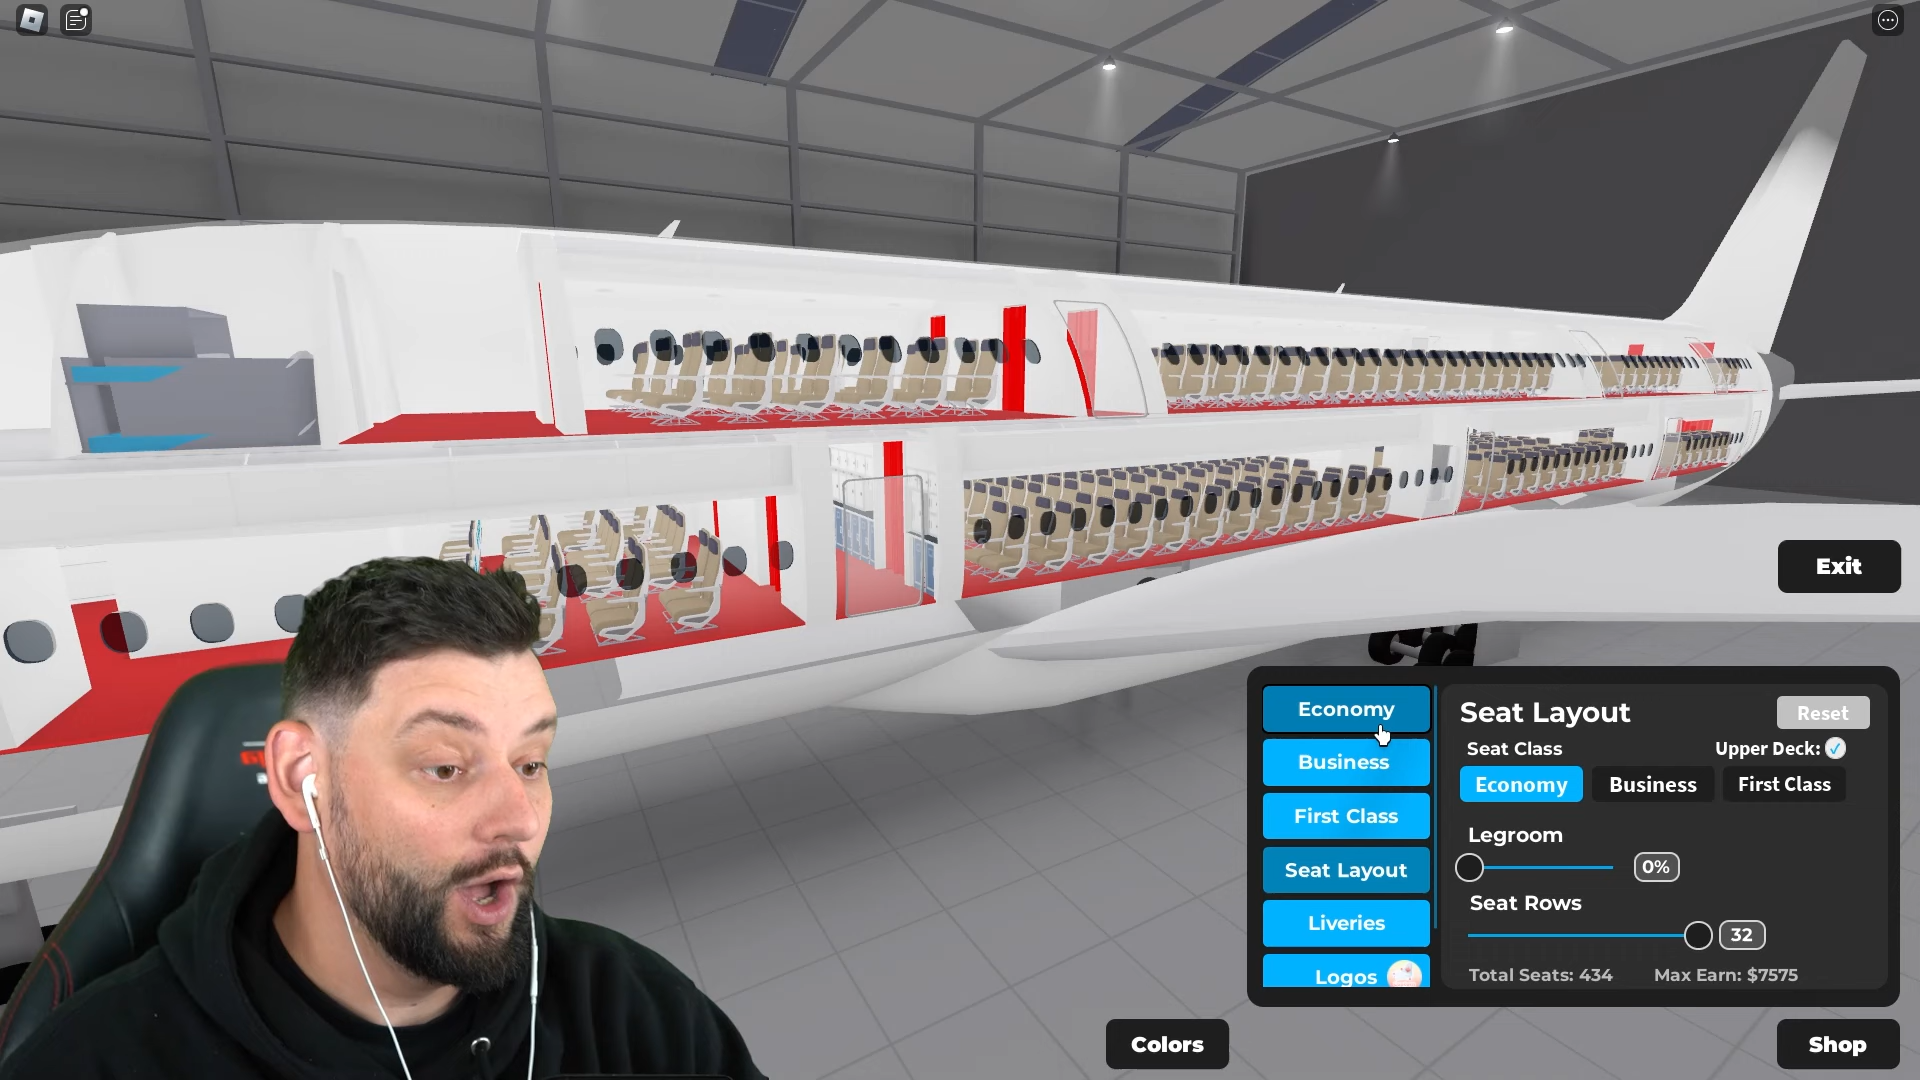 Exit
Economy
Business
First Class
Seat Layout
Liveries
Logos
Seat Layout
Reset
Seat Class
Upper Deck:
Economy
Business
First Class
Legroom
0%
Seat Rows
32
Total Seats: 434
Max Earn: $7575
Colors
Shop